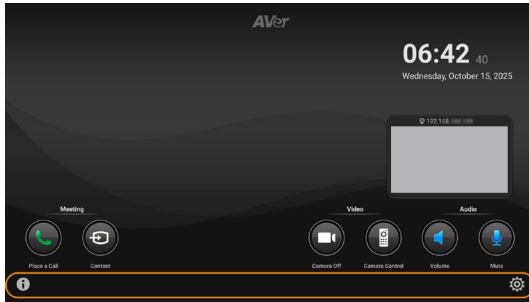 AVer
06:42 40
Wednesday, October 15, 2025
192.168.
Meeting
Video
Audio
Place a Call
Content
Camera Off
Camera Control
Volume
Mute